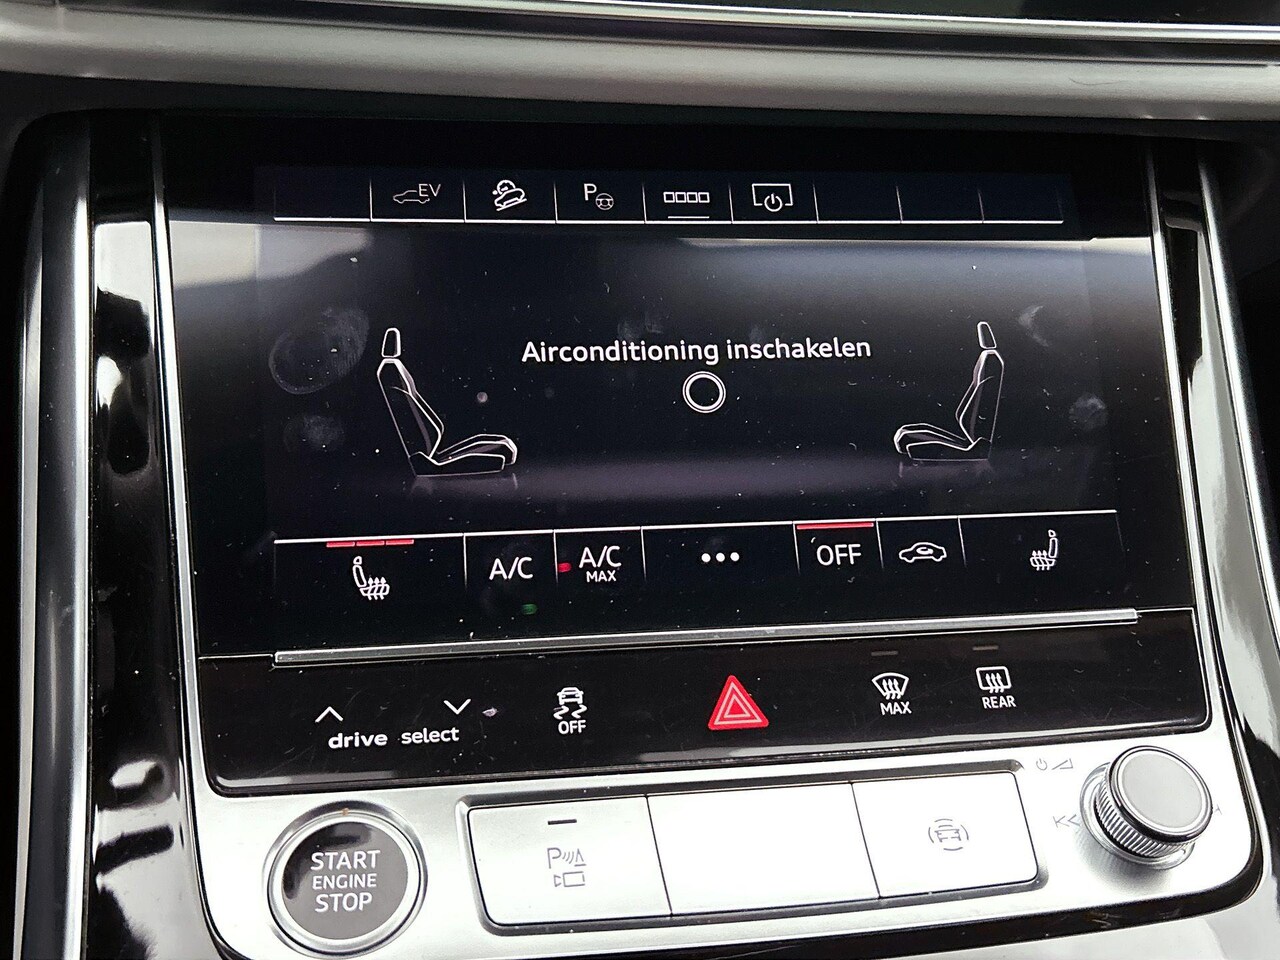 EV
P
Airconditioning inschakelen
A/C
A/C
MAX
OFF
drive select
OFF
MAX
REAR
START
ENGINE
STOP
P